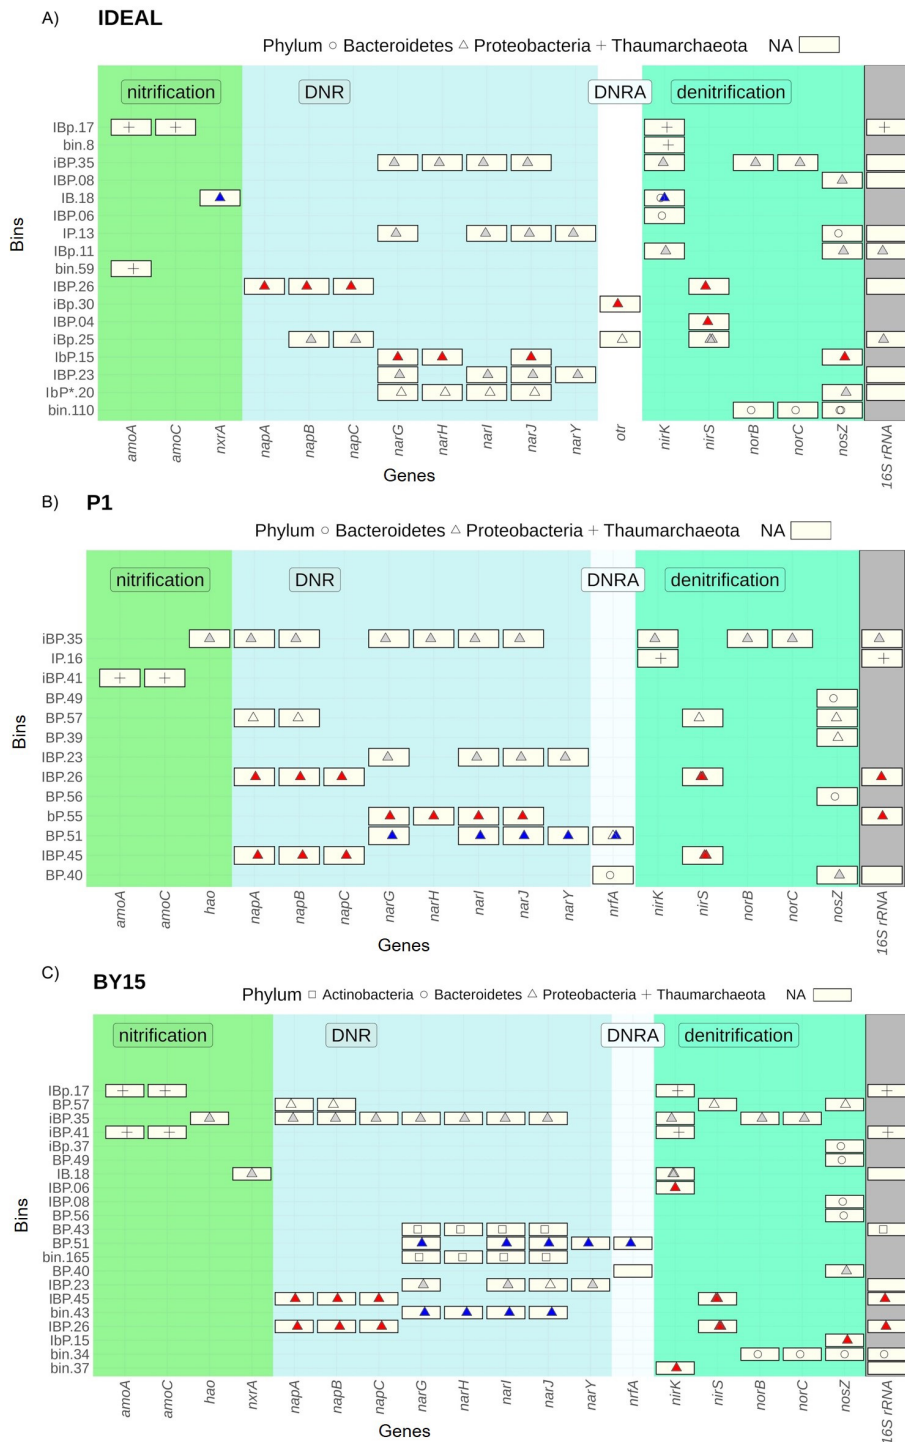 A) IDEAL
Phylum Bacteroidetes Proteobacteria Thaumarchaeota NA
nitrification DNR DNRA denitrification
IBp.17
bin.8
iBP.35
IBP.08
IB.18
IBP.06
IP.13
IBp.11
bin.59
IBP.26
iBp.30
IBP.04
iBp.25
IbP.15
IBP.23
IbP*.20
bin.110
Bins
amoA amoC nxrA napA napB napC narG narH narI narJ narY otr nirK nirS norB norC nosZ 16S rRNA
Genes
B) P1
Phylum Bacteroidetes Proteobacteria Thaumarchaeota NA
nitrification DNR DNRA denitrification
iBP.35
IP.16
iBP.41
BP.49
BP.57
BP.39
IBP.23
IBP.26
BP.56
bP.55
BP.51
IBP.45
BP.40
Bins
amoA amoC hao napA napB napC narG narH narI narJ narY nrfA nirK nirS norB norC nosZ 16S rRNA
Genes
C) BY15
Phylum Actinobacteria Bacteroidetes Proteobacteria Thaumarchaeota NA
nitrification DNR DNRA denitrification
IBp.17
BP.57
iBP.35
iBP.41
iBp.37
BP.49
IB.18
IBP.06
IBP.08
BP.56
BP.43
BP.51
bin.165
BP.40
IBP.23
IBP.45
bin.43
IBP.26
IbP.15
bin.34
bin.37
Bins
amoA amoC hao nxrA napA napB napC narG narH narI narJ narY nrfA nirK nirS norB norC nosZ 16S rRNA
Genes